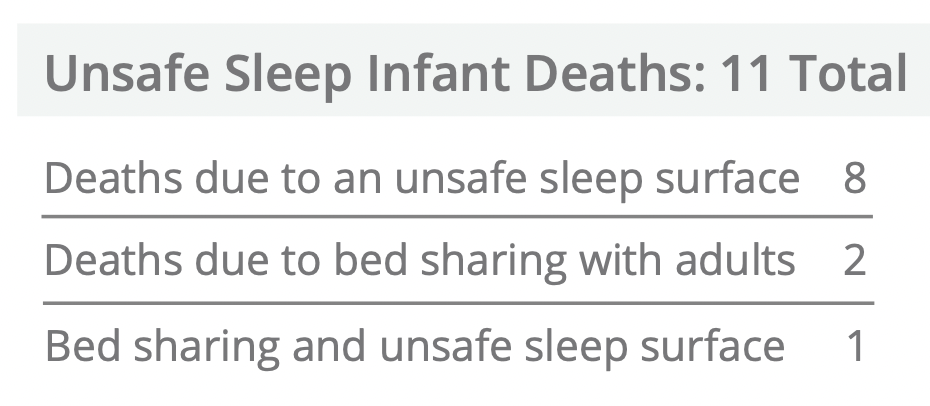 Unsafe Sleep Infant Deaths: 11 Total
Deaths due to an unsafe sleep surface 8
Deaths due to bed sharing with adults 2
Bed sharing and unsafe sleep surface 1